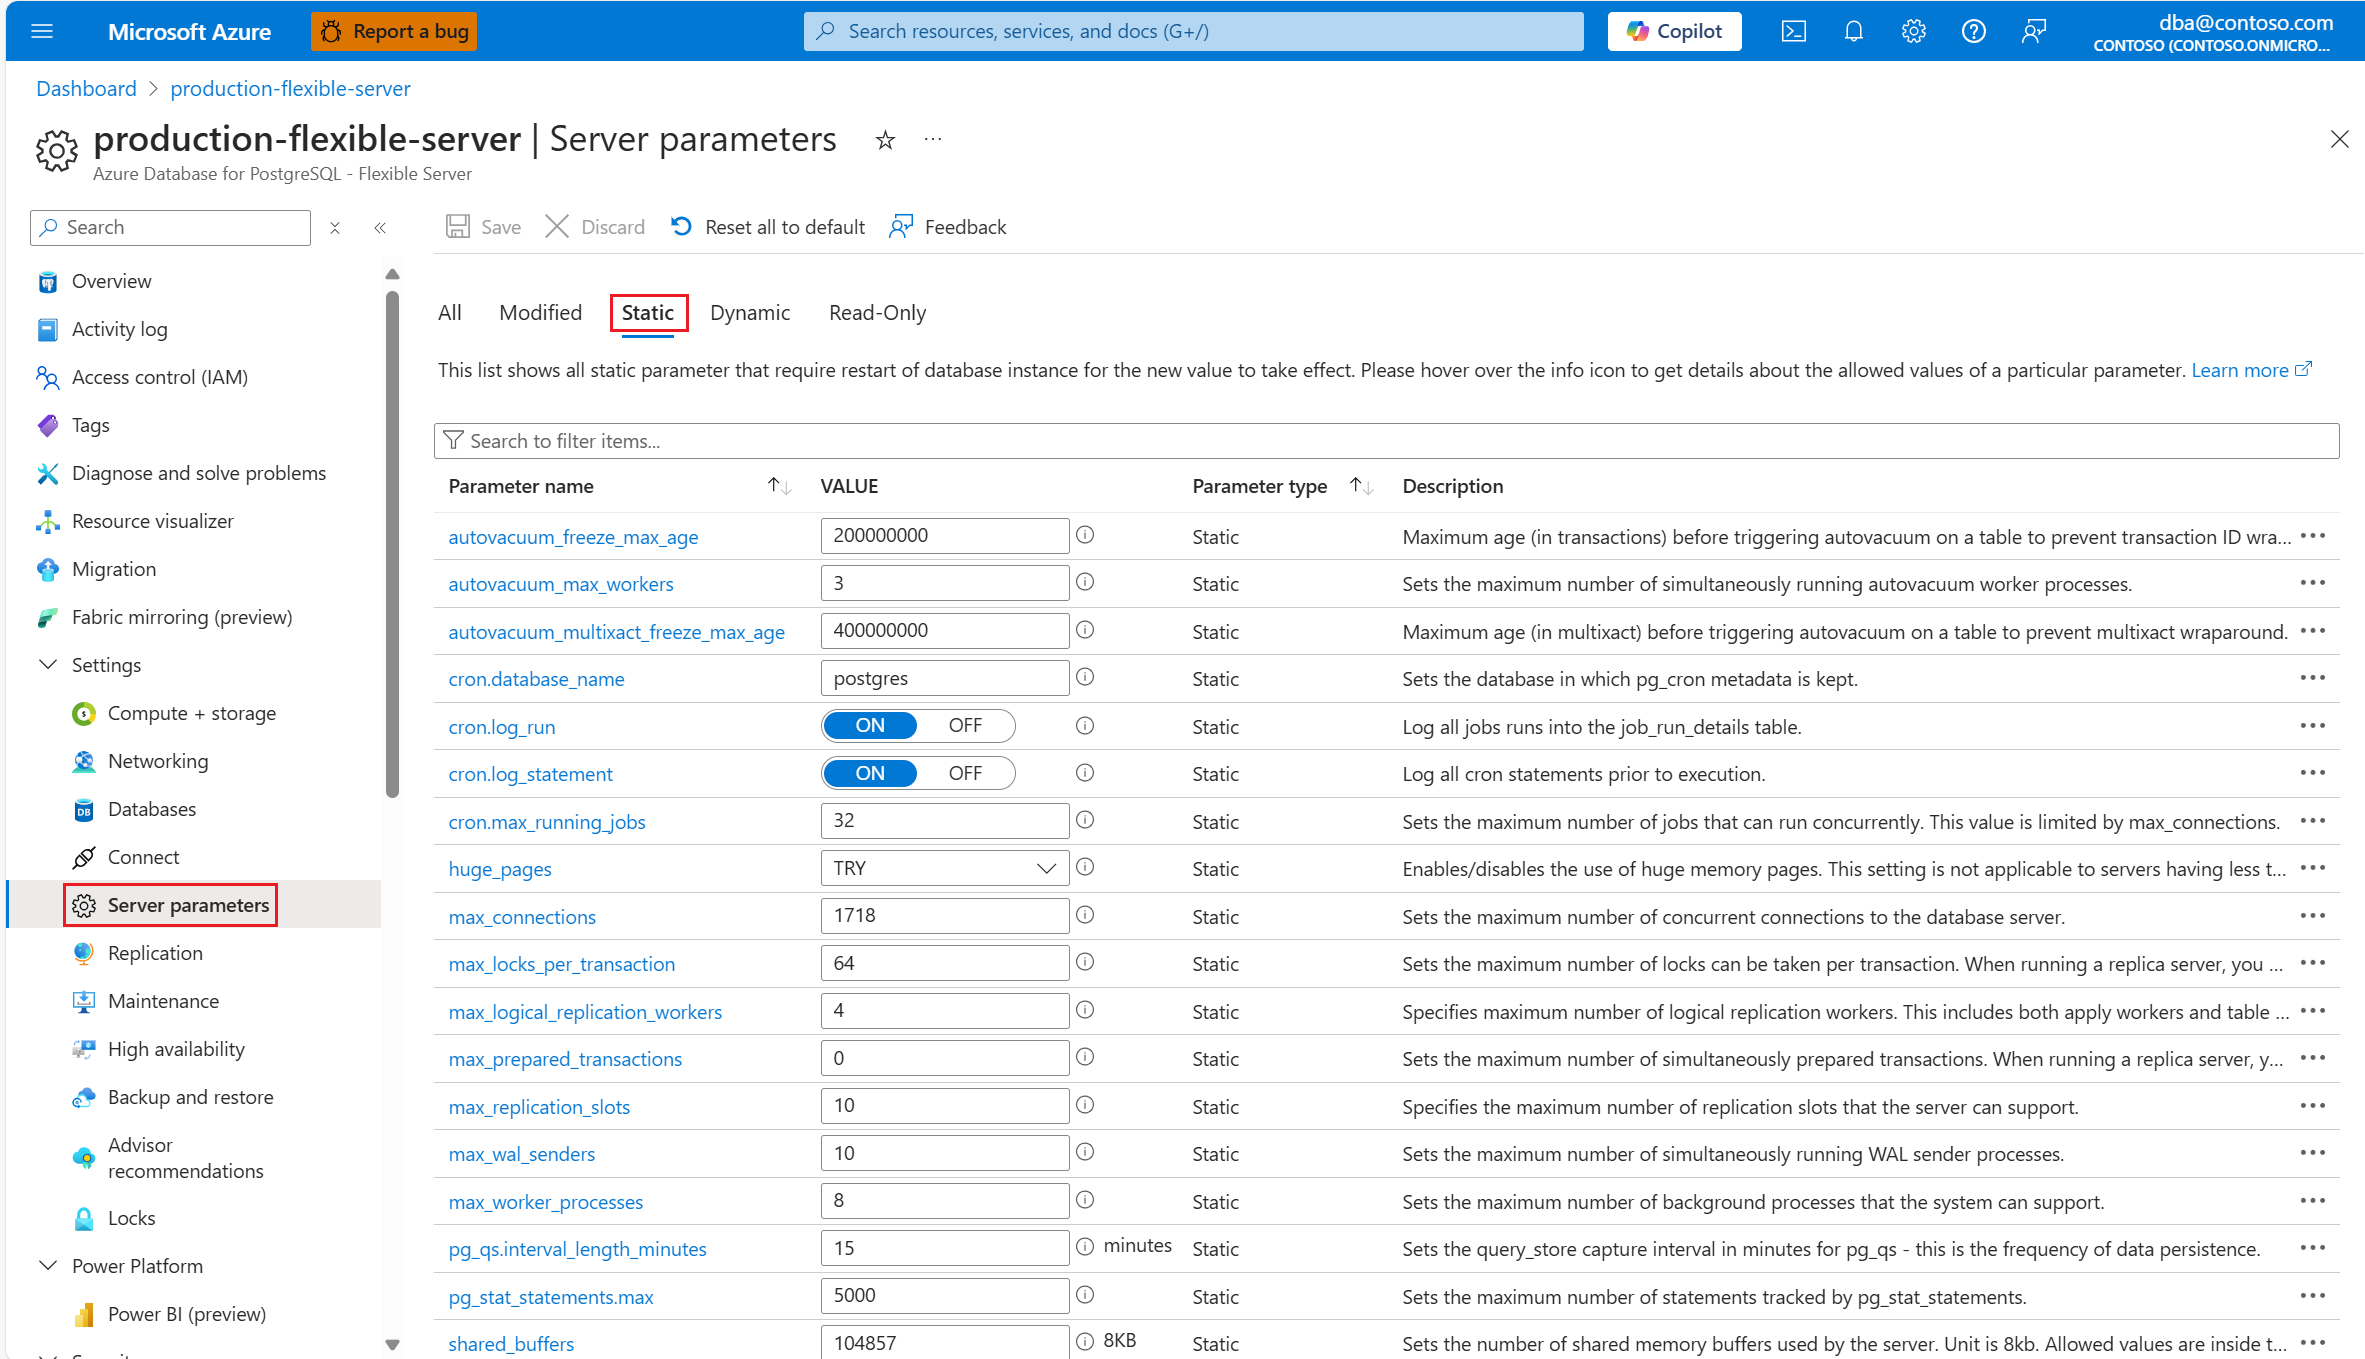 Microsoft Azure
Report a bug
Search resources, services, and docs (G+/)
Copilot
dba@contoso.com
CONTOSO (CONTOSO.ONMICRO...
Dashboard > production-flexible-server
production-flexible-server | Server parameters
Azure Database for PostgreSQL - Flexible Server
Search
Overview
Activity log
Access control (IAM)
Tags
Diagnose and solve problems
Resource visualizer
Migration
Fabric mirroring (preview)
Settings
Compute + storage
Networking
DB
Databases
Connect
Server parameters
Replication
Maintenance
High availability
Backup and restore
Advisor
recommendations
Locks
Power Platform
Power BI (preview)
Save Discard Reset all to default Feedback
All Modified Static Dynamic Read-Only
This list shows all static parameter that require restart of database instance for the new value to take effect. Please hover over the info icon to get details about the allowed values of a particular parameter. Learn more
Search to filter items...
Parameter name VALUE Parameter type Description
autovacuum_freeze_max_age 200000000 Static Maximum age (in transactions) before triggering autovacuum on a table to prevent transaction ID wra...
autovacuum_max_workers 3 Static Sets the maximum number of simultaneously running autovacuum worker processes.
autovacuum_multixact_freeze_max_age 400000000 Static Maximum age (in multixact) before triggering autovacuum on a table to prevent multixact wraparound.
cron.database_name postgres Static Sets the database in which pg_cron metadata is kept.
cron.log_run ON OFF Static Log all jobs runs into the job_run_details table.
cron.log_statement ON OFF Static Log all cron statements prior to execution.
cron.max_running_jobs 32 Static Sets the maximum number of jobs that can run concurrently. This value is limited by max_connections.
huge_pages TRY Static Enables/disables the use of huge memory pages. This setting is not applicable to servers having less t...
max_connections 1718 Static Sets the maximum number of concurrent connections to the database server.
max_locks_per_transaction 64 Static Sets the maximum number of locks can be taken per transaction. When running a replica server, you ...
max_logical_replication_workers 4 Static Specifies maximum number of logical replication workers. This includes both apply workers and table ...
max_prepared_transactions 0 Static Sets the maximum number of simultaneously prepared transactions. When running a replica server, y...
max_replication_slots 10 Static Specifies the maximum number of replication slots that the server can support.
max_wal_senders 10 Static Sets the maximum number of simultaneously running WAL sender processes.
max_worker_processes 8 Static Sets the maximum number of background processes that the system can support.
pg_qs.interval_length_minutes 15 minutes Static Sets the query_store capture interval in minutes for pg_qs - this is the frequency of data persistence.
pg_stat_statements.max 5000 Static Sets the maximum number of statements tracked by pg_stat_statements.
shared_buffers 104857 8KB Static Sets the number of shared memory buffers used by the server. Unit is 8kb. Allowed values are inside t...